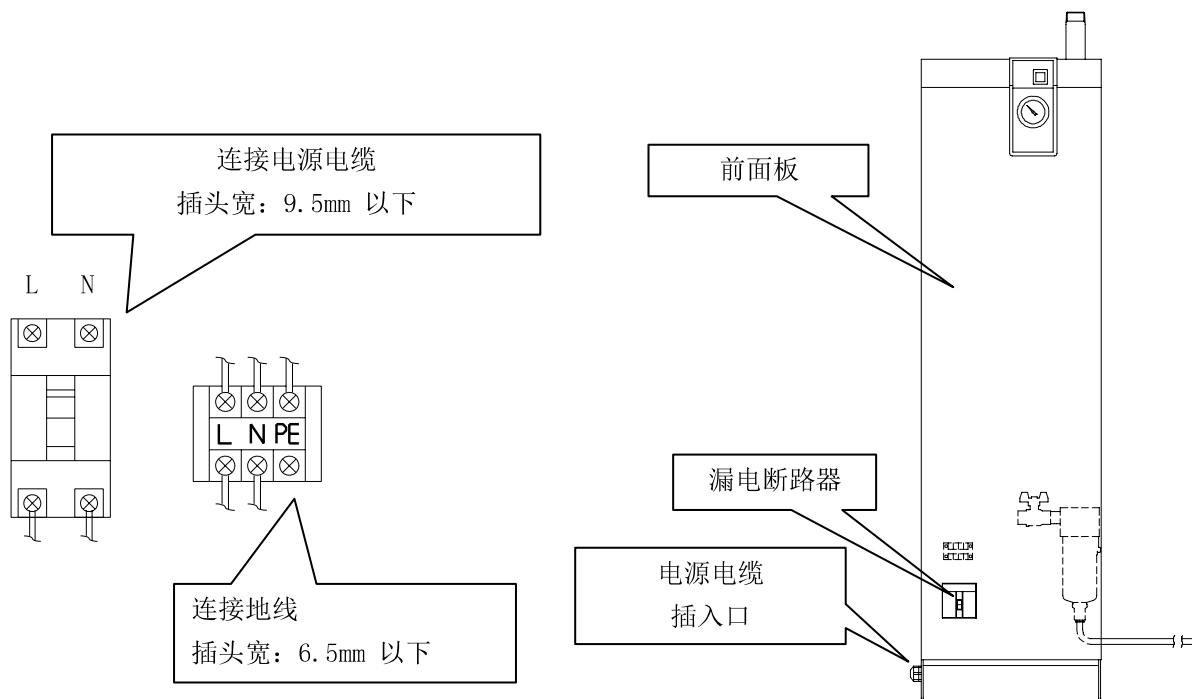 连接电源电缆
插头宽：9.5mm 以下
L N
L N PE
连接地线
插头宽：6.5mm 以下
前面板
漏电断路器
电源电缆
插入口